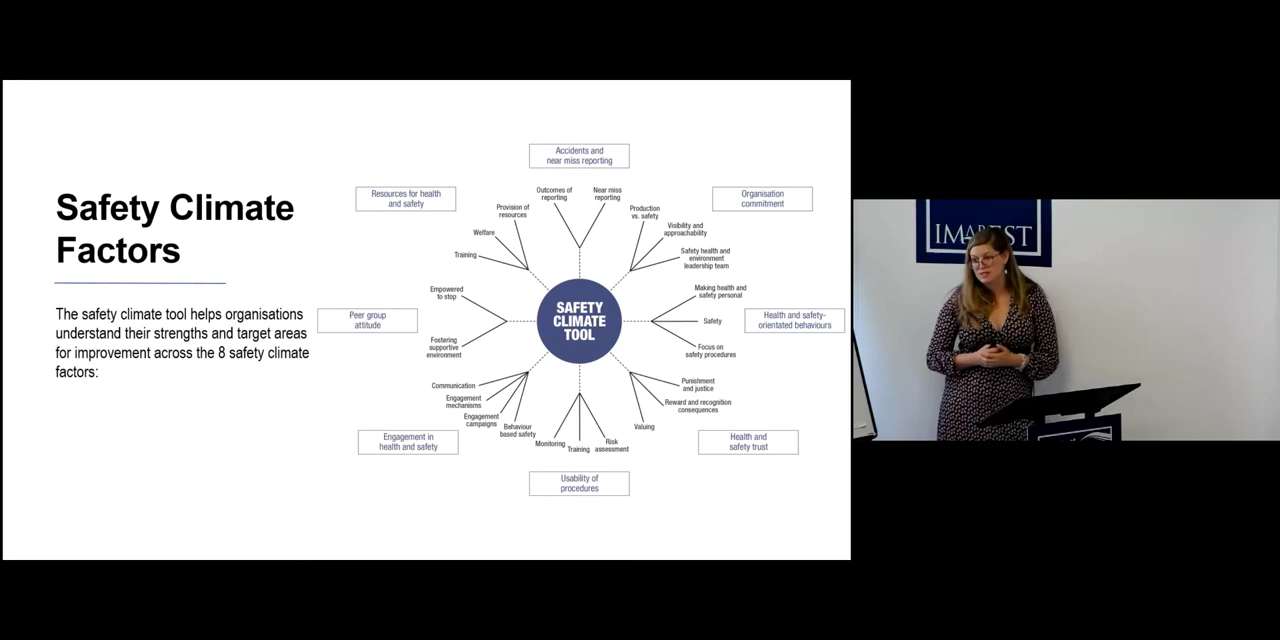 Safety Climate
Factors
The safety climate tool helps organisations
understand their strengths and target areas
for improvement across the 8 safety climate
factors:
Accidents and
near miss reporting
Outcomes of
reporting
Near miss
reporting
Organisation
commitment
Production
vs. safety
Visibility and
approachability
Safety health and
environment
leadership team
Health and safety-
orientated behaviours
Making health and
safety personal
Safety
Focus on
safety procedures
Health and
safety trust
Punishment
and justice
Reward and recognition
consequences
Valuing
Usability of
procedures
Risk
assessment
Training
Monitoring
Engagement in
health and safety
Behaviour
based safety
Engagement
campaigns
Engagement
mechanisms
Communication
Peer group
attitude
Fostering
supportive
environment
Empowered
to stop
Resources for health
and safety
Training
Welfare
Provision of
resources
SAFETY
CLIMATE
TOOL
IMAREST